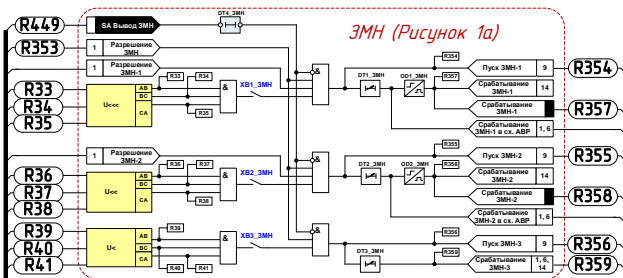 ЗМН (Рисунок 1а)
R449
SA Вывод ЗМН
DT4_ЗМН
R353
1
Разрешение
ЗМН
1
Разрешение
ЗМН-1
R33
R34
R35
U<<<
AB
BC
CA
R33
R34
R35
&
XB1_ЗМН
&
DT1_ЗМН
OD1_ЗМН
R354
R357
Пуск ЗМН-1
9
R354
Срабатывание
ЗМН-1
14
Срабатывание
ЗМН-1
R357
Срабатывание
ЗМН-1 в сх. АВР
1, 6
1
Разрешение
ЗМН-2
R36
R37
R38
U<<
AB
BC
CA
R36
R37
R38
&
XB2_ЗМН
&
DT2_ЗМН
OD2_ЗМН
R355
R358
Пуск ЗМН-2
9
R355
Срабатывание
ЗМН-2
14
Срабатывание
ЗМН-2
R358
Срабатывание
ЗМН-2 в сх. АВР
1, 6
R39
R40
R41
U<
AB
BC
CA
R39
R40
R41
&
XB3_ЗМН
&
DT3_ЗМН
R356
R359
Пуск ЗМН-3
9
R356
Срабатывание
ЗМН-3
1, 6,
14
R359